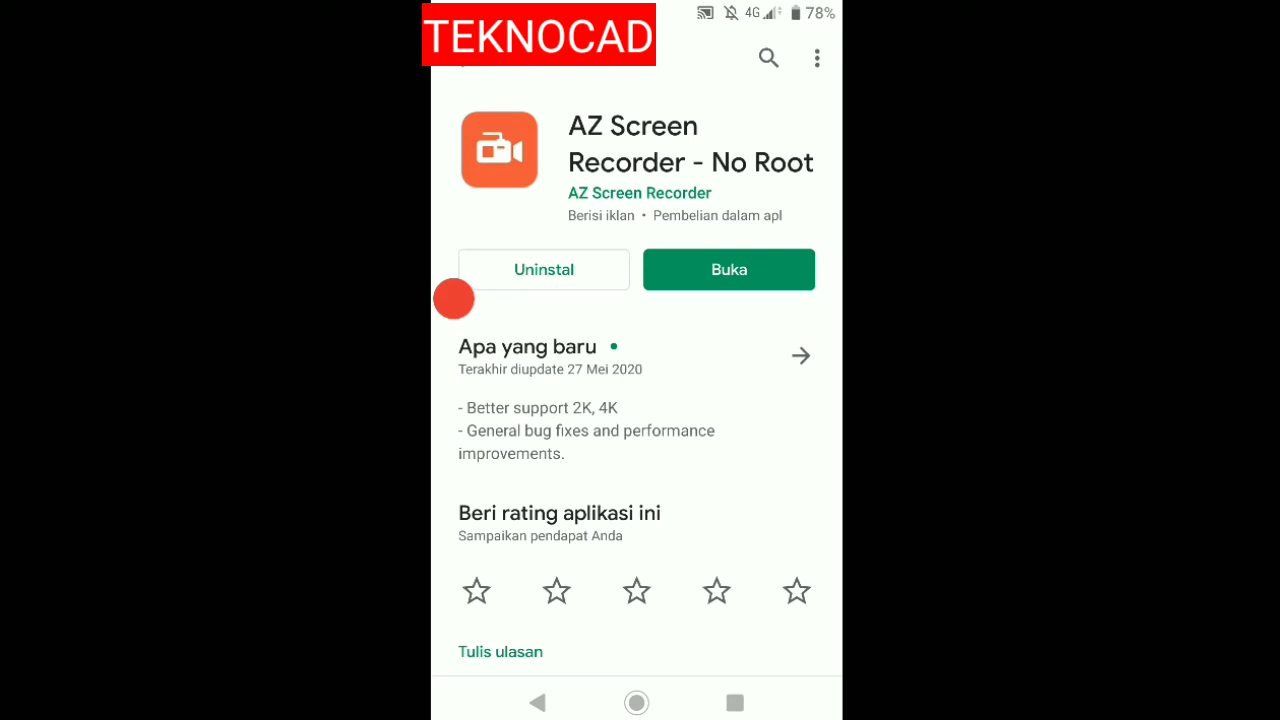 TEKNOCAD
4G
78%
AZ Screen
Recorder - No Root
AZ Screen Recorder
Berisi iklan • Pembelian dalam apl
Uninstal
Buka
Apa yang baru •
Terakhir diupdate 27 Mei 2020
- Better support 2K, 4K
- General bug fixes and performance
improvements.
Beri rating aplikasi ini
Sampaikan pendapat Anda
Tulis ulasan